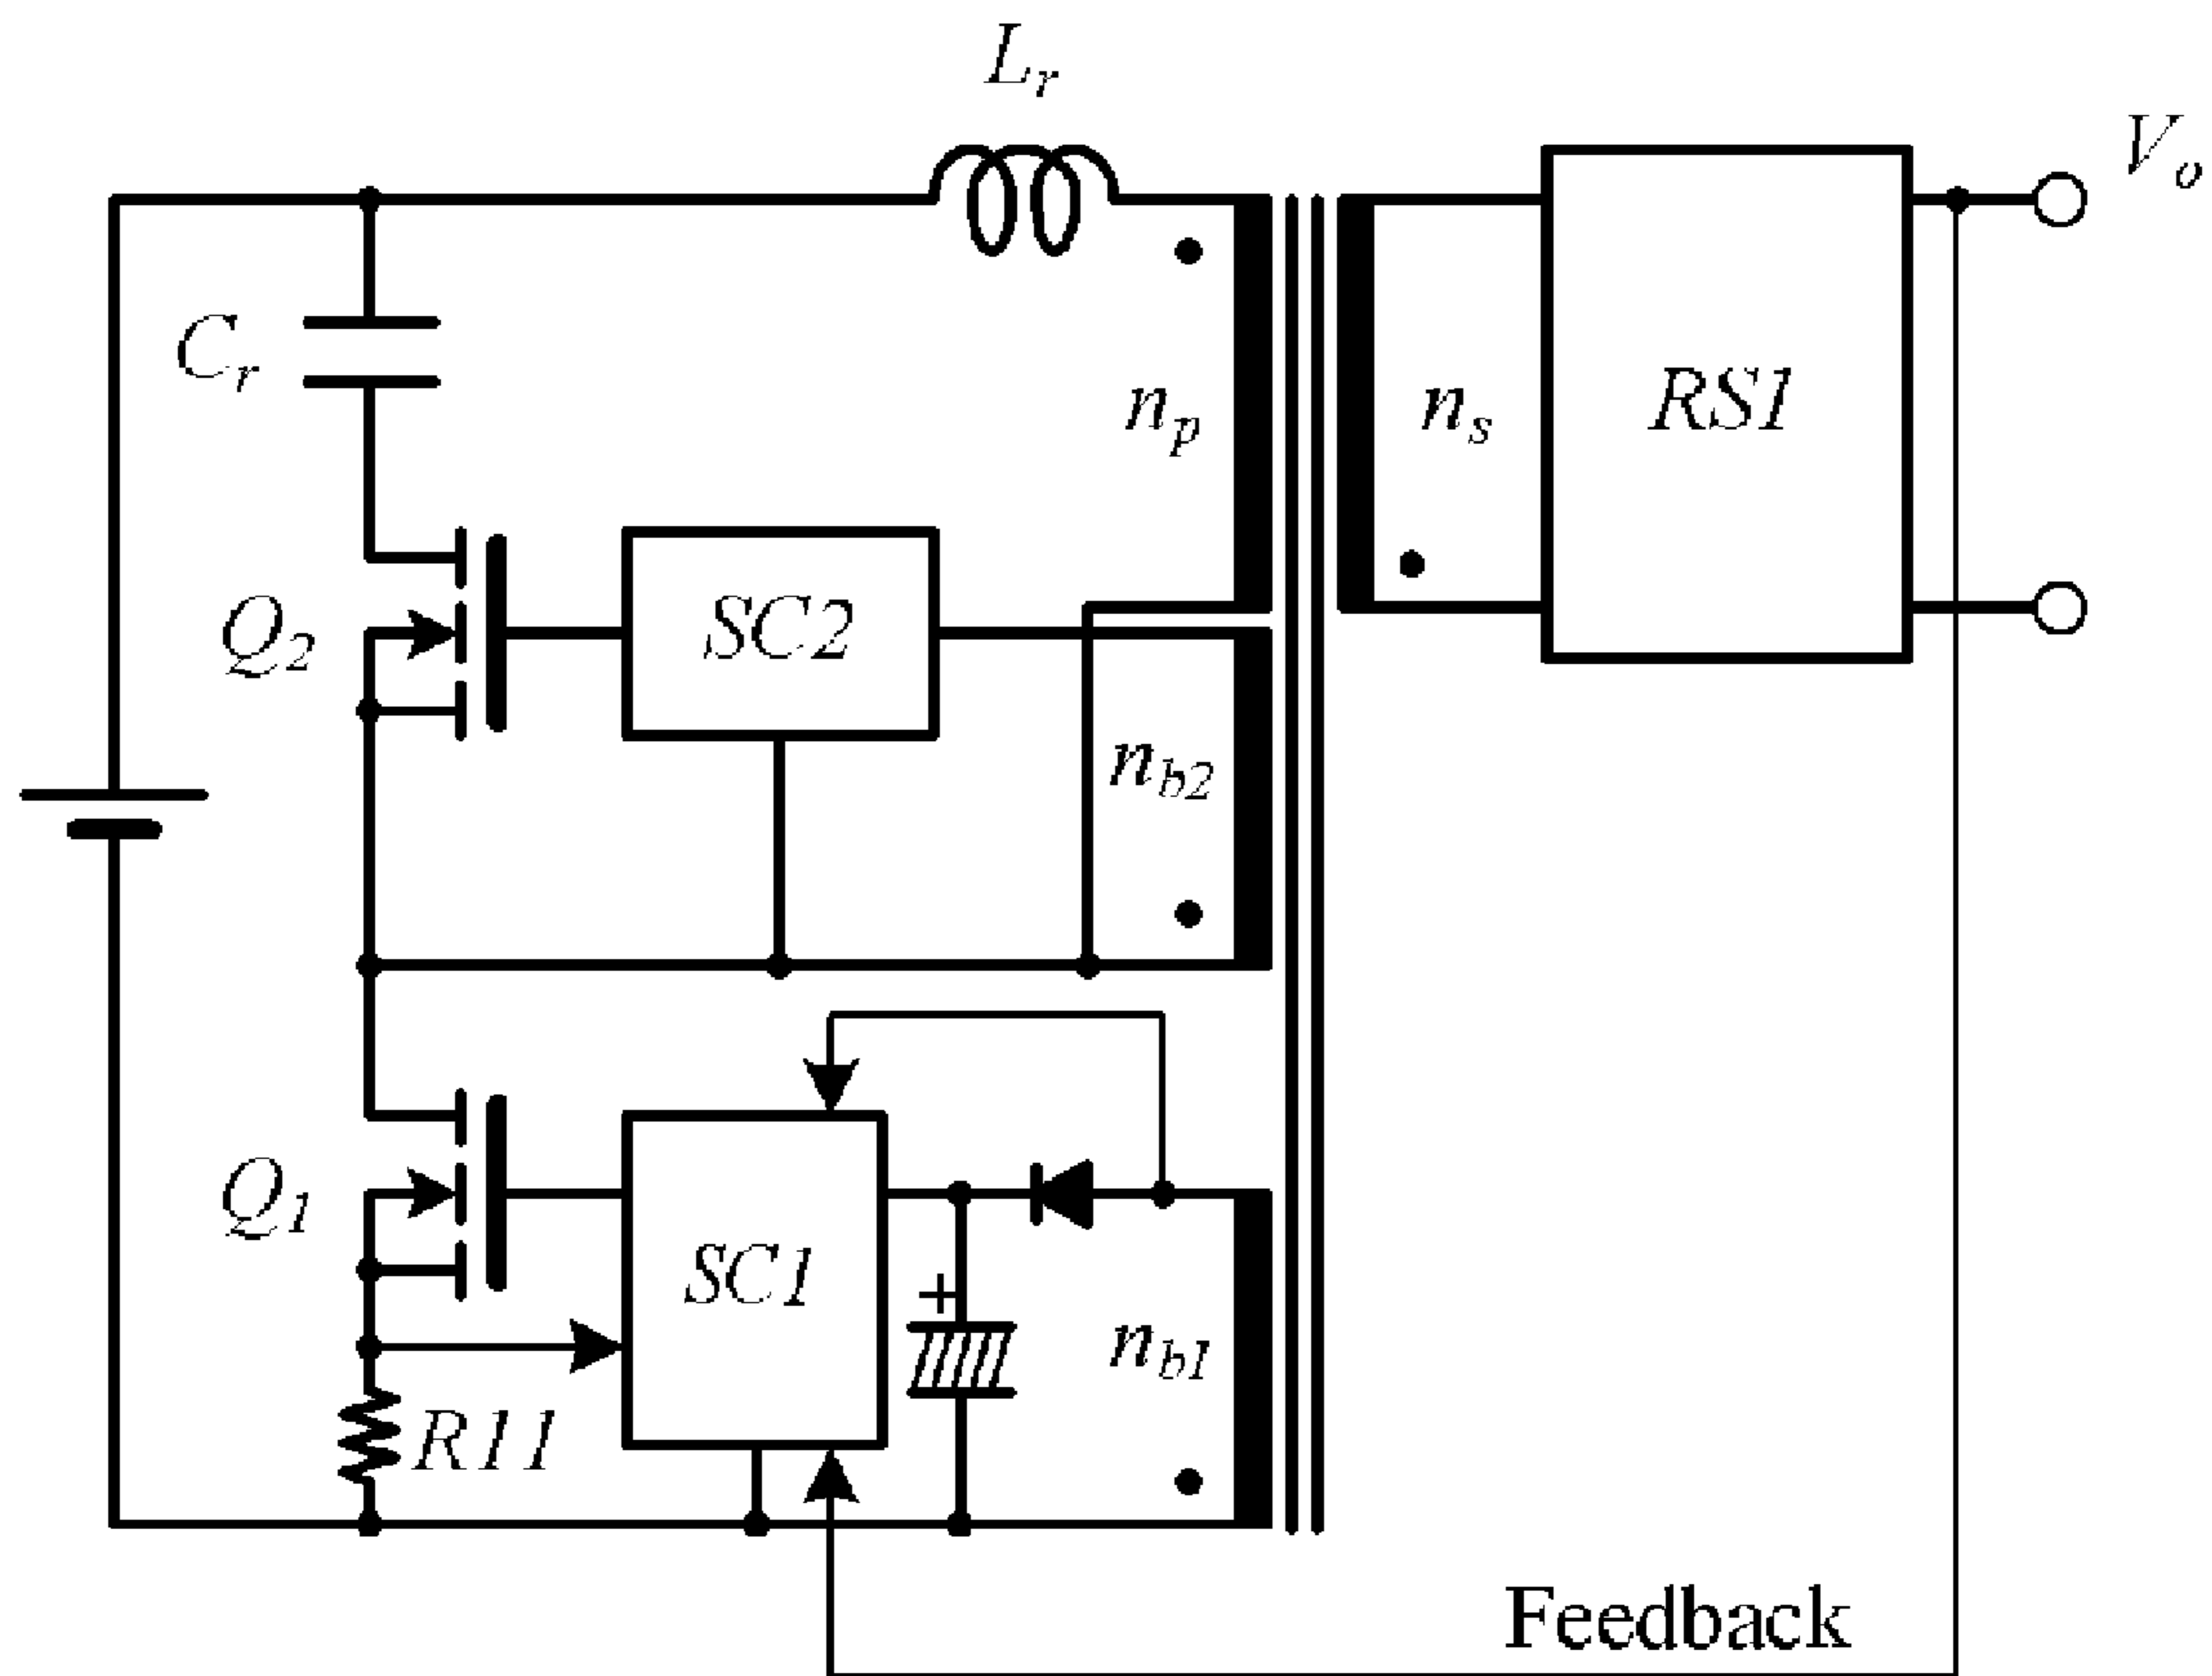 Lr
Vo
Cr
np
ns
RS1
Q2
SC2
nb2
Q1
SC1
nb1
R11
+
Feedback